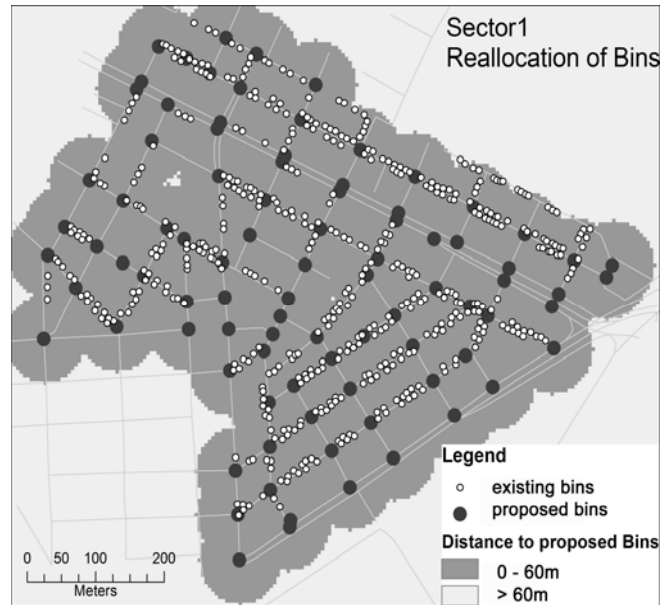 Sector1
Reallocation of Bins
Legend
existing bins
proposed bins
Distance to proposed Bins
0 - 60m
> 60m
0 50 100 200
Meters